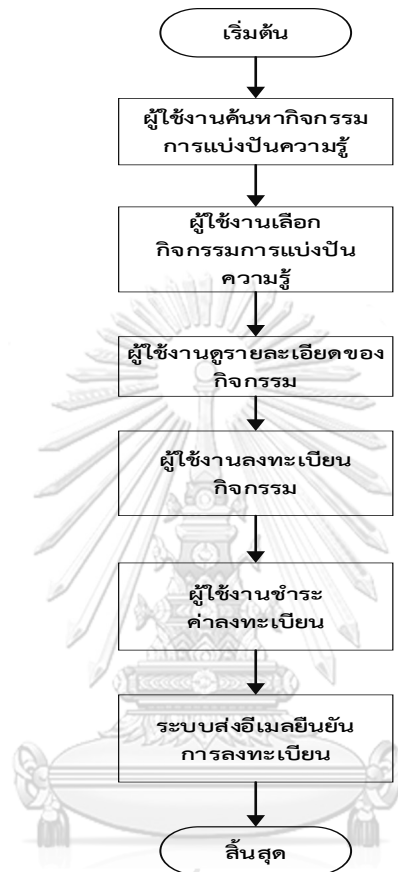 เริ่มต้น
ผู้ใช้งานค้นหากิจกรรม
การแบ่งปันความรู้
ผู้ใช้งานเลือก
กิจกรรมการแบ่งปัน
ความรู้
ผู้ใช้งานดูรายละเอียดของ
กิจกรรม
ผู้ใช้งานลงทะเบียน
กิจกรรม
ผู้ใช้งานชำระ
ค่าลงทะเบียน
ระบบส่งอีเมลยืนยัน
การลงทะเบียน
สิ้นสุด